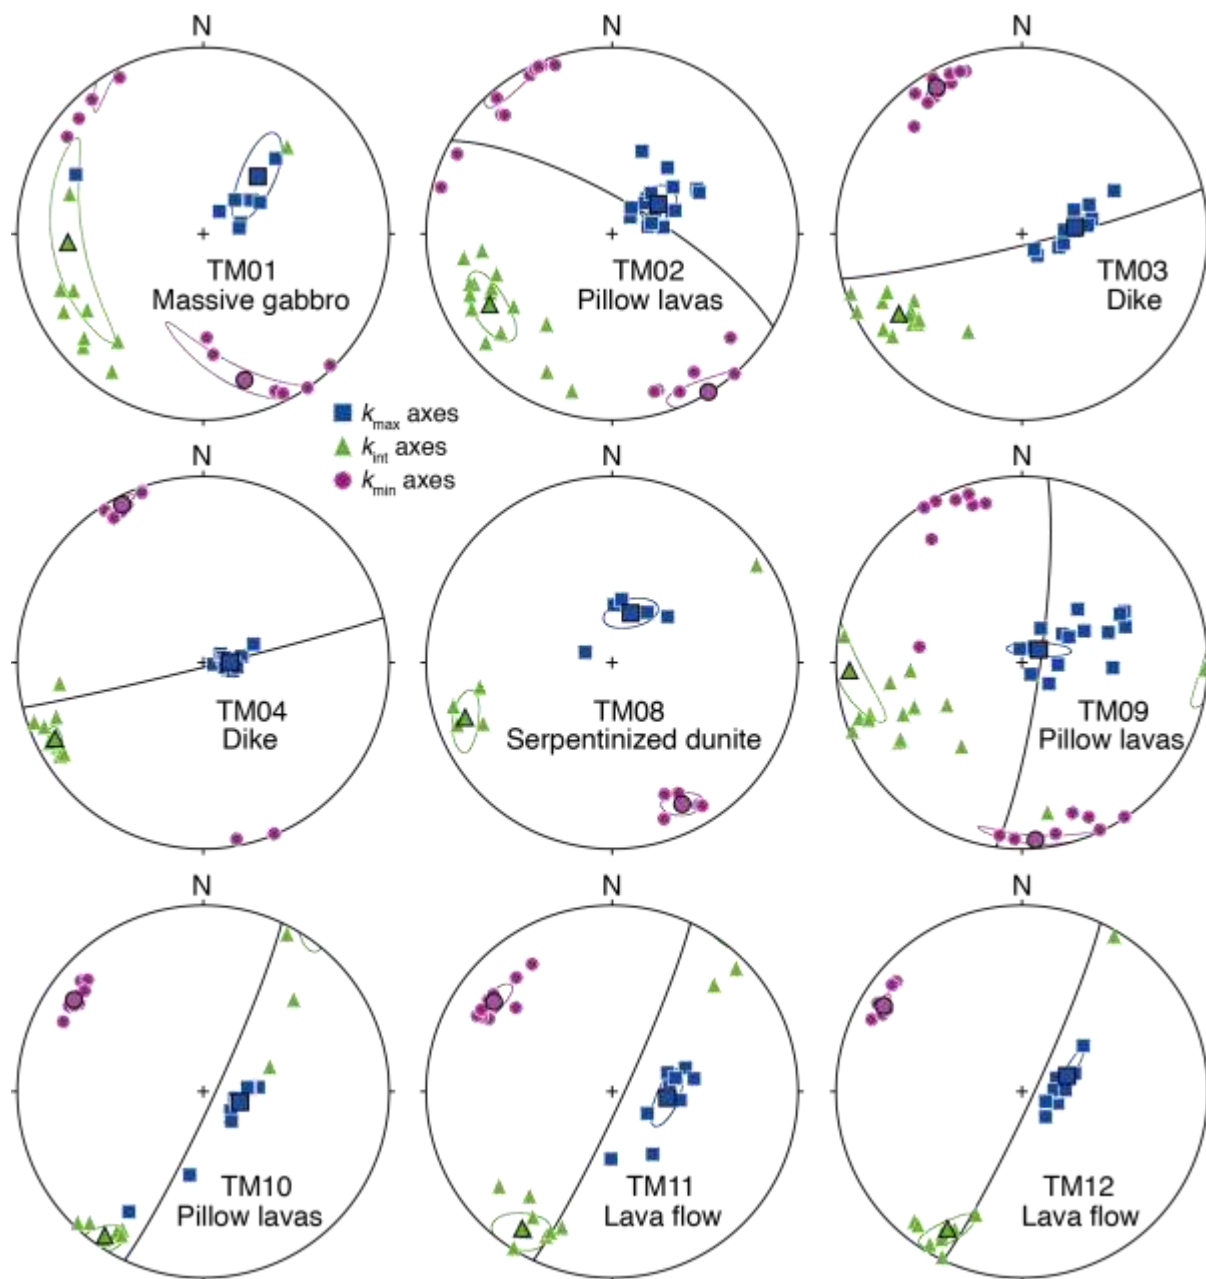 N
N
N
TM01
Massive gabbro
TM02
Pillow lavas
TM03
Dike
kmax axes
kint axes
kmin axes
N
N
N
TM04
Dike
TM08
Serpentinized dunite
TM09
Pillow lavas
N
N
N
TM10
Pillow lavas
TM11
Lava flow
TM12
Lava flow